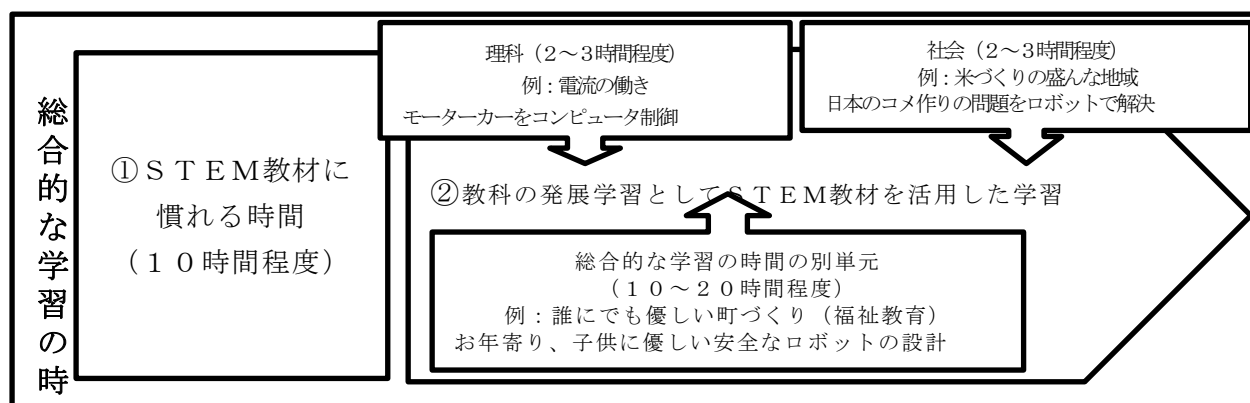 総合的な学習の時
①ＳＴＥＭ教材に
慣れる時間
（１０時間程度）
理科（２～３時間程度）
例：電流の働き
モーターカーをコンピュータ制御
社会（２～３時間程度）
例：米づくりの盛んな地域
日本のコメ作りの問題をロボットで解決
②教科の発展学習としてＳＴＥＭ教材を活用した学習
総合的な学習の時間の別単元
（１０～２０時間程度）
例：誰にでも優しい町づくり（福祉教育）
お年寄り、子供に優しい安全なロボットの設計